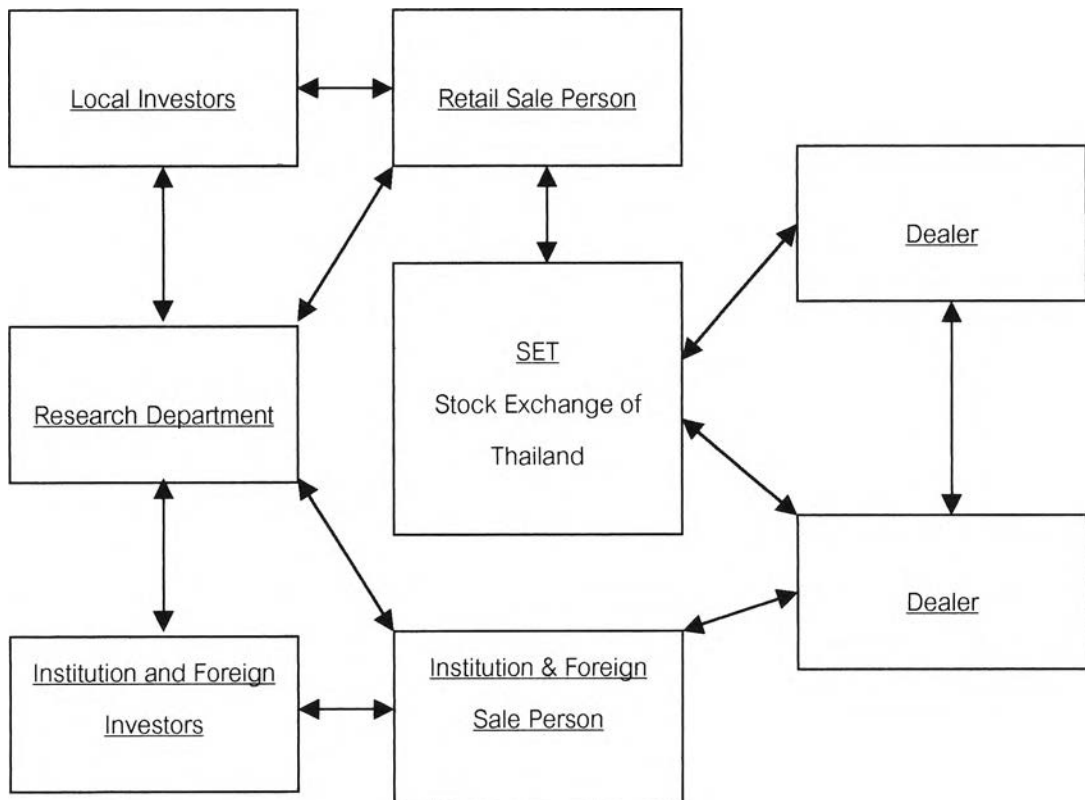 Local Investors
Retail Sale Person
Dealer
SET
Stock Exchange of
Thailand
Research Department
Dealer
Institution and Foreign
Investors
Institution & Foreign
Sale Person